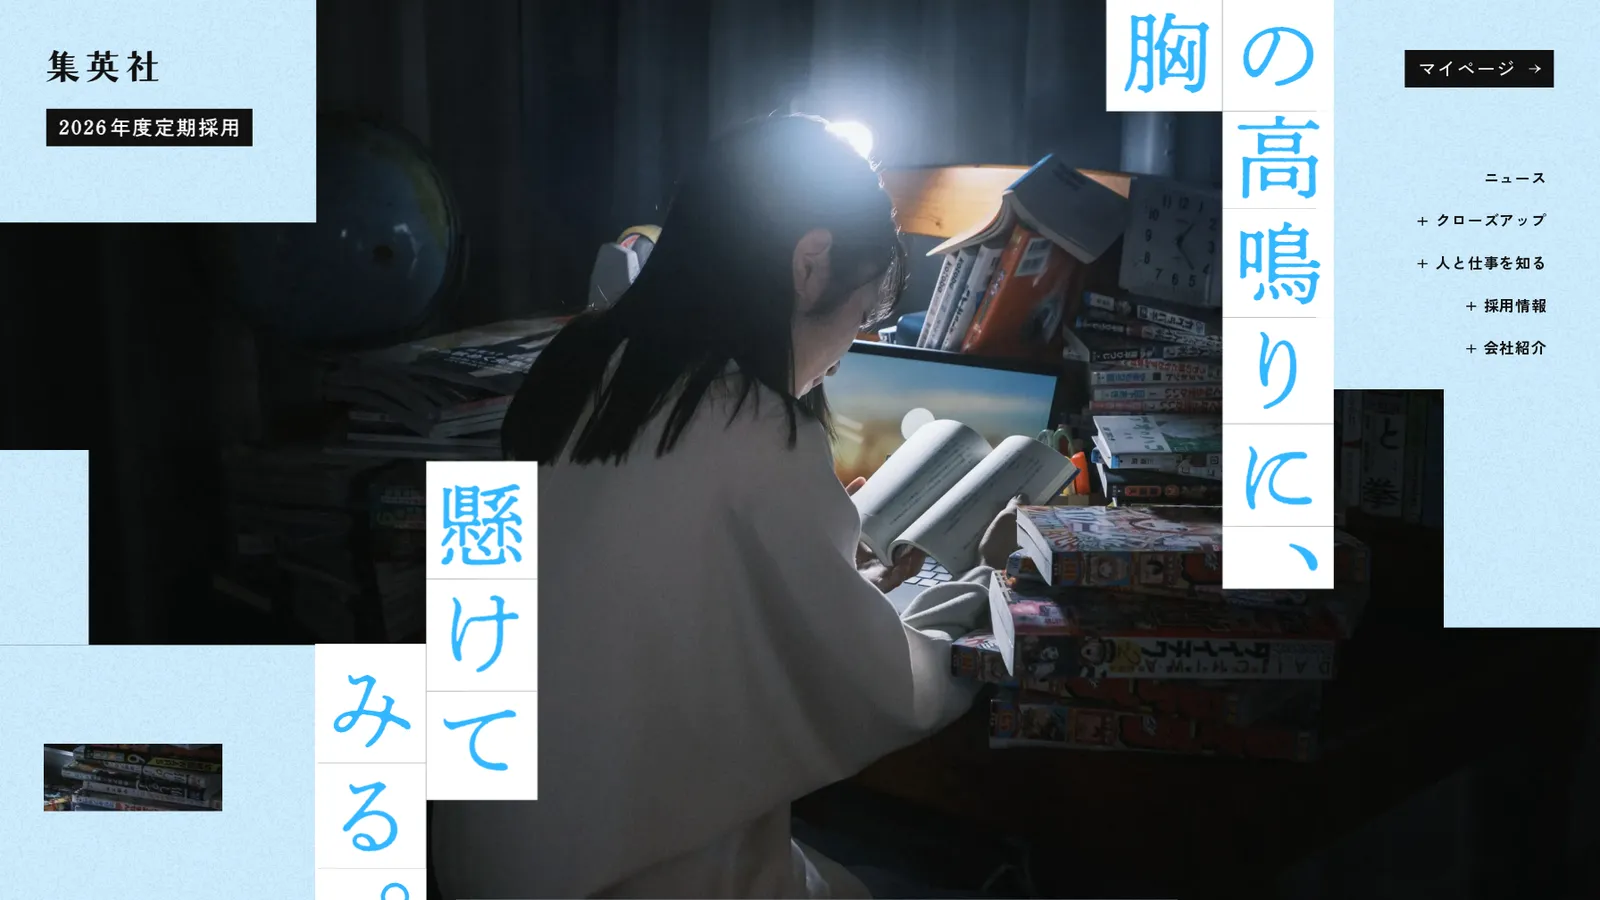 集英社
2026年度定期採用
胸の高鳴りに、
懸けて
みる。
マイページ →
ニュース
+ クローズアップ
+ 人と仕事を知る
+ 採用情報
+ 会社紹介